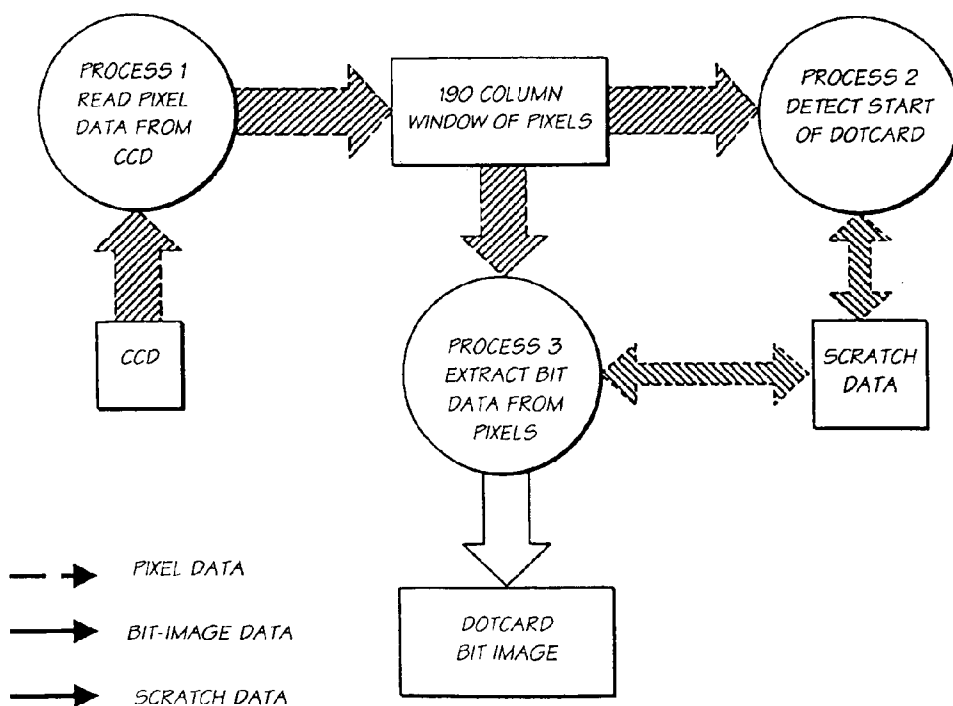 PROCESS 1
READ PIXEL
DATA FROM
CCD
190 COLUMN
WINDOW OF PIXELS
PROCESS 2
DETECT START
OF DOTCARD
CCD
PROCESS 3
EXTRACT BIT
DATA FROM
PIXELS
SCRATCH
DATA
PIXEL DATA
BIT-IMAGE DATA
SCRATCH DATA
DOTCARD
BIT IMAGE